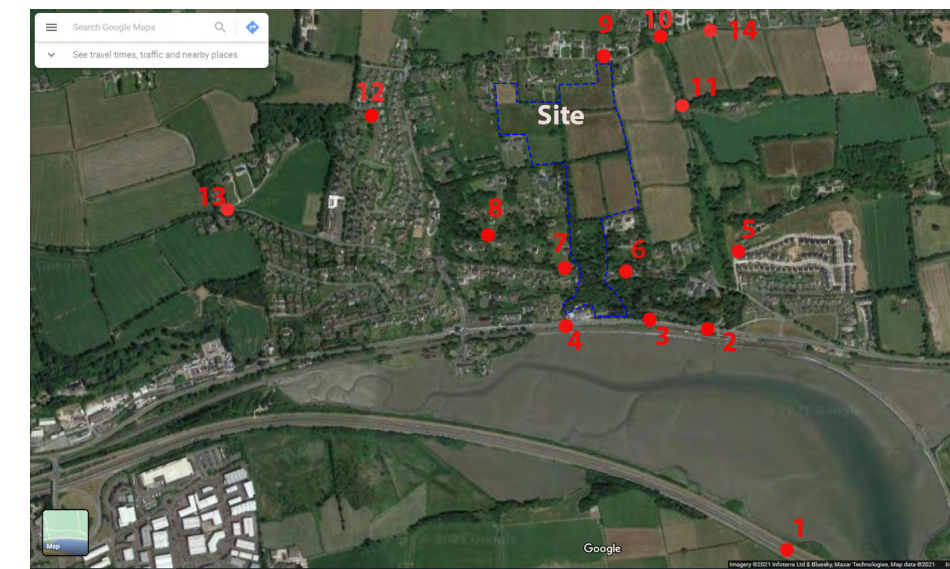 Search Google Maps
See travel times, traffic and nearby places
9
10
14
12
11
Site
13
8
5
7
6
4
3
2
1
Map
Google
Imagery ©2021 Infoterra Ltd & Bluesky, Maxar Technologies, Map data ©2021